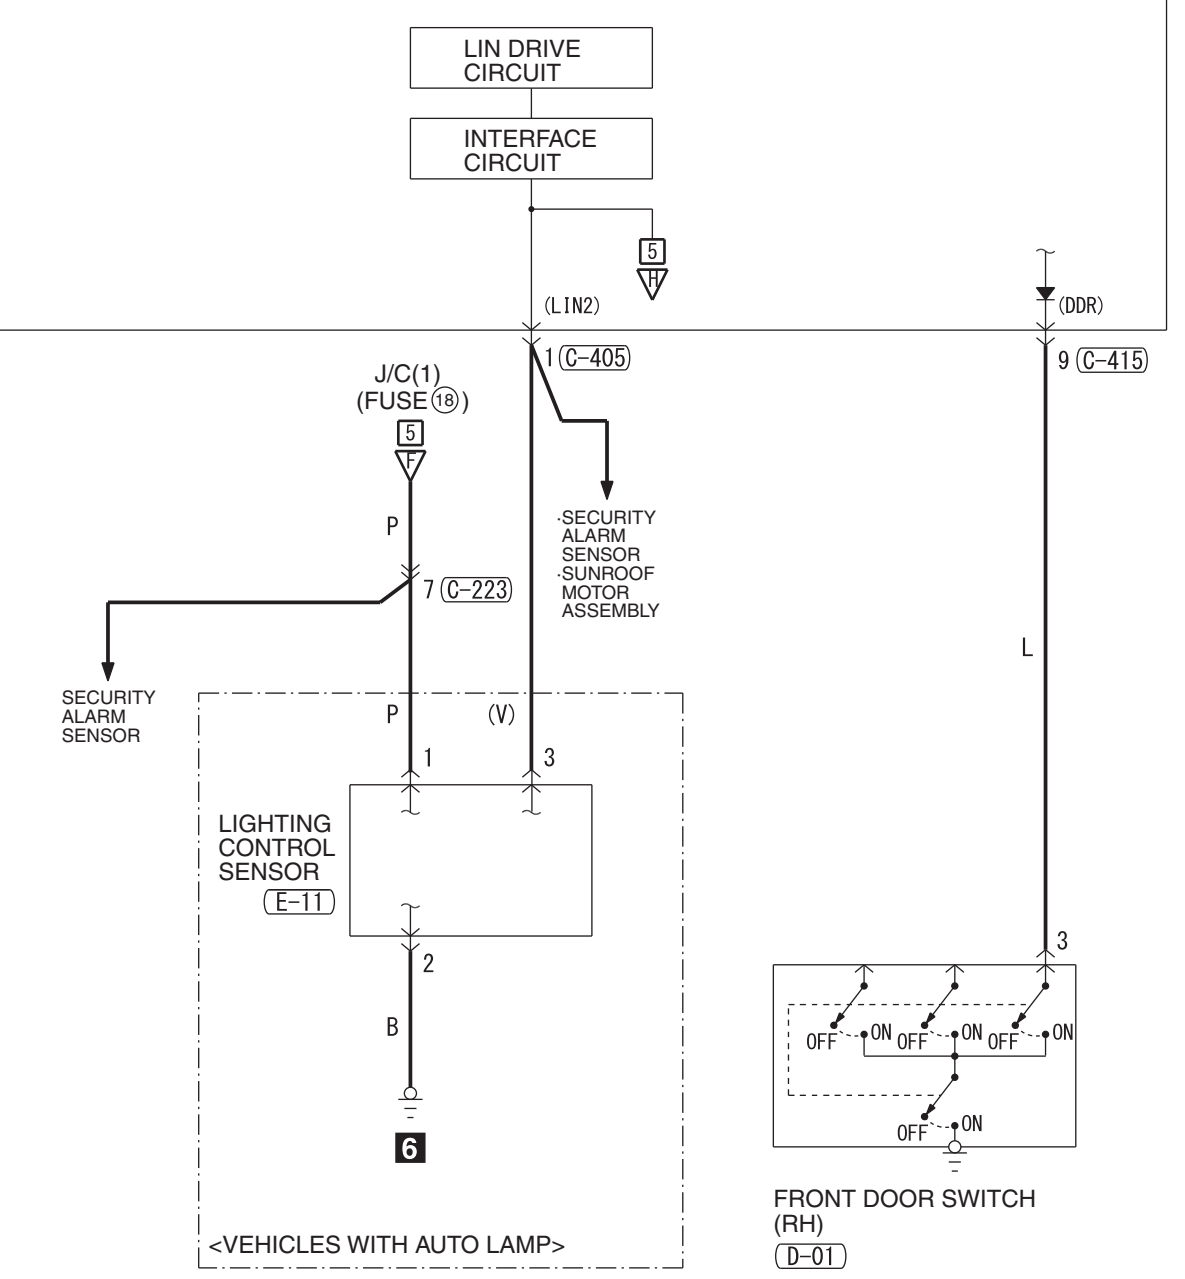 LIN DRIVE
CIRCUIT
INTERFACE
CIRCUIT
5
H
(LIN2)
(DDR)
1 (C-405)
9 (C-415)
J/C(1)
(FUSE 18)
5
F
P
·SECURITY
ALARM
SENSOR
·SUNROOF
MOTOR
ASSEMBLY
7 (C-223)
L
SECURITY
ALARM
SENSOR
P
(V)
1
3
LIGHTING
CONTROL
SENSOR
E-11
2
3
B
OFF ON OFF ON OFF ON
OFF ON
6
FRONT DOOR SWITCH
(RH)
D-01
<VEHICLES WITH AUTO LAMP>